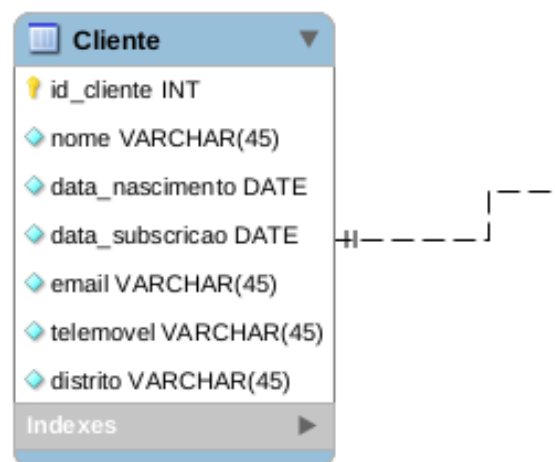 Cliente
id_cliente INT
nome VARCHAR(45)
data_nascimento DATE
data_subscricao DATE
email VARCHAR(45)
telemovel VARCHAR(45)
distrito VARCHAR(45)
Indexes